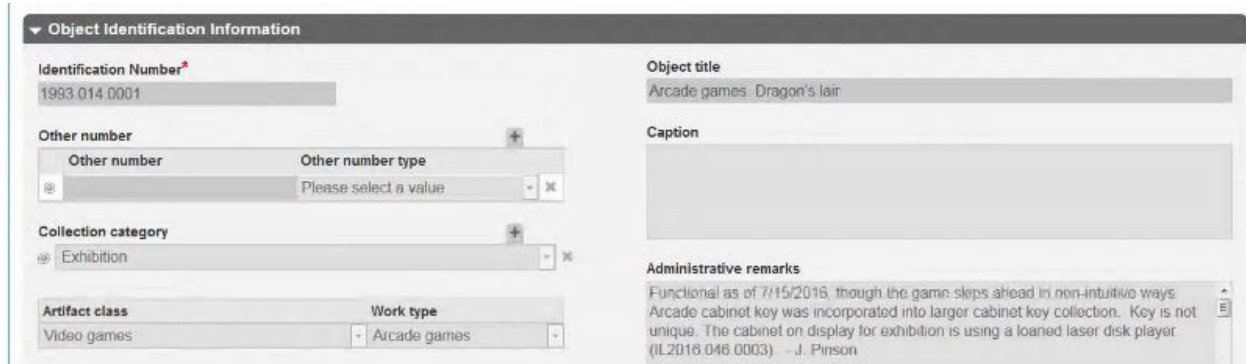 Object Identification Information
Identification Number*
1993.014.0001
Other number
Other number
Other number type
Please select a value
Collection category
Exhibition
Artifact class
Work type
Video games
Arcade games
Object title
Arcade games Dragon's lair
Caption
Administrative remarks
Functional as of 7/15/2016, though the game skips ahead in non-intuitive ways
Arcade cabinet key was incorporated into larger cabinet key collection. Key is not
unique. The cabinet on display for exhibition is using a loaned laser disk player
(IL2016.046.0003). - J. Pinson